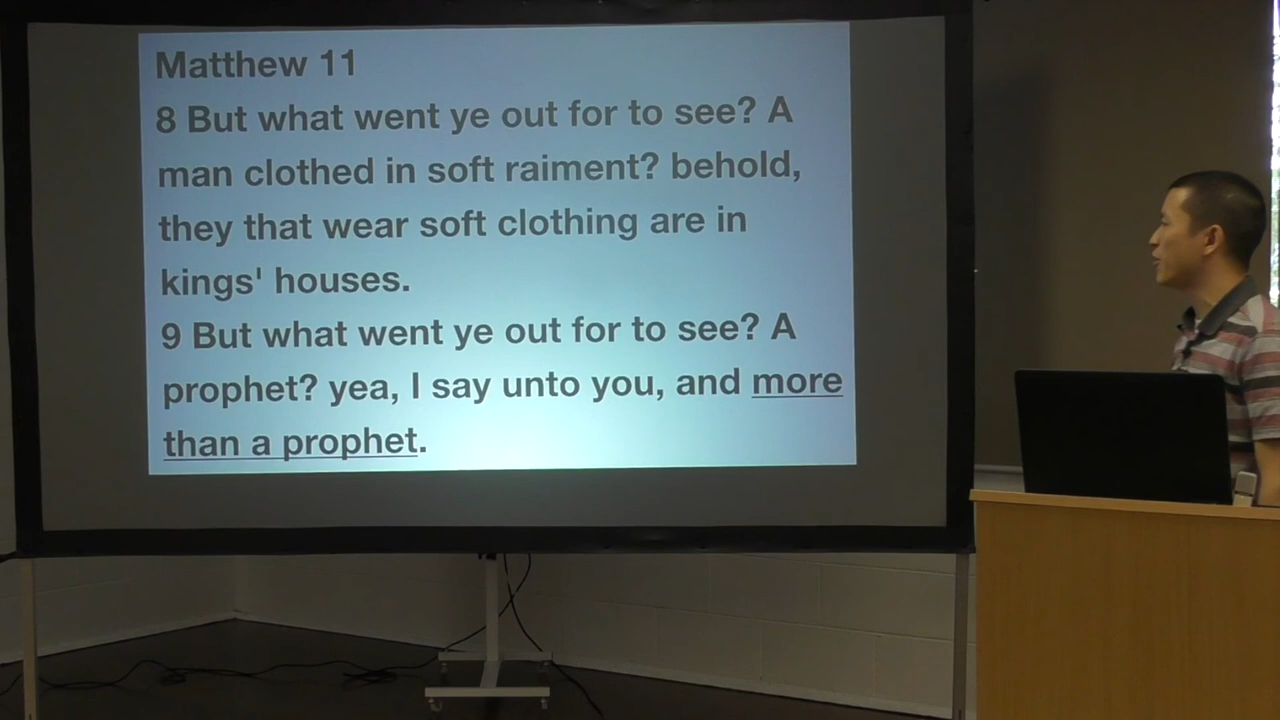 Matthew 11
8 But what went ye out for to see? A
man clothed in soft raiment? behold,
they that wear soft clothing are in
kings' houses.
9 But what went ye out for to see? A
prophet? yea, I say unto you, and more
than a prophet.